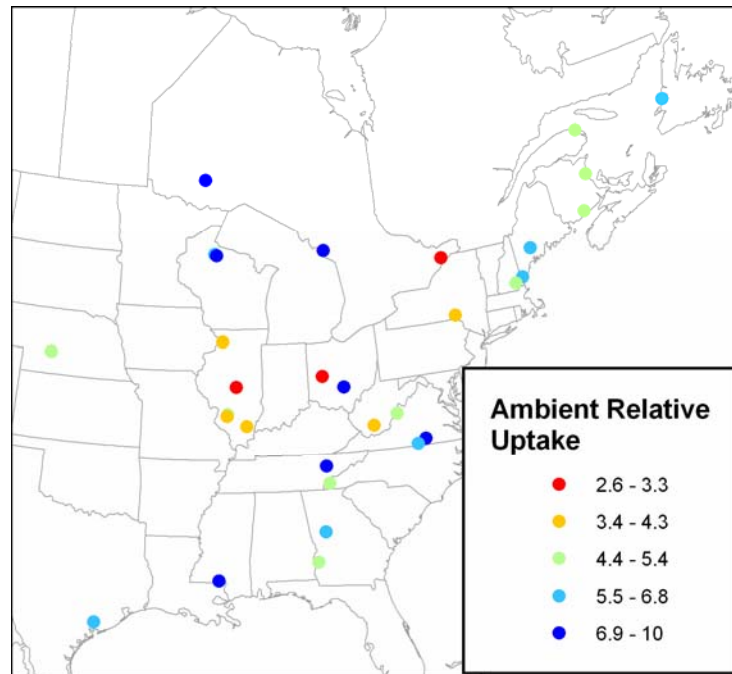 Ambient Relative
Uptake
2.6 - 3.3
3.4 - 4.3
4.4 - 5.4
5.5 - 6.8
6.9 - 10